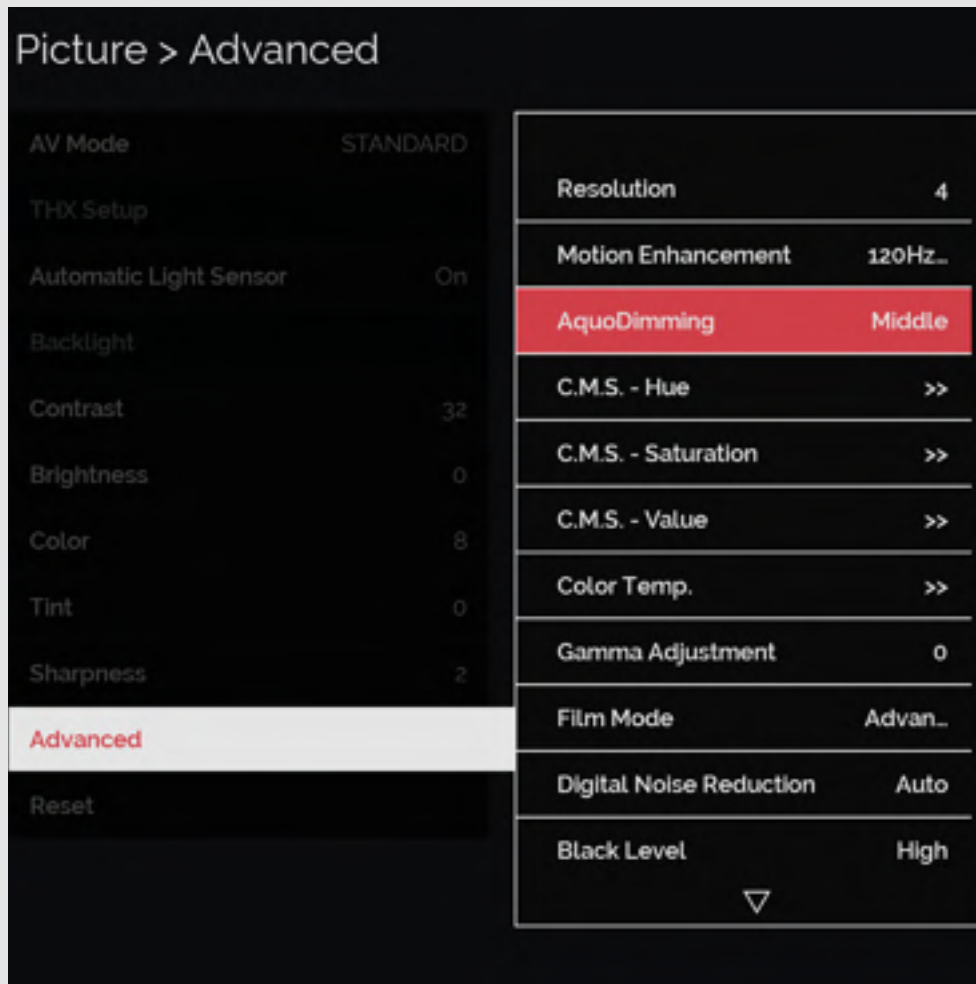 Picture > Advanced
AV Mode STANDARD
THX Setup
Automatic Light Sensor On
Backlight
Contrast 32
Brightness 0
Color 8
Tint 0
Sharpness 2
Advanced
Reset
Resolution 4
Motion Enhancement 120Hz...
AquoDimming Middle
C.M.S. - Hue >>
C.M.S. - Saturation >>
C.M.S. - Value >>
Color Temp. >>
Gamma Adjustment 0
Film Mode Advan...
Digital Noise Reduction Auto
Black Level High